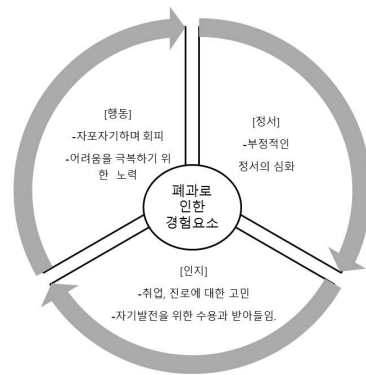 [행동]
-자포자기하며 회피
-어려움을 극복하기 위
한 노력
[정서]
-부정적인
정서의 심화
폐과로
인한
경험요소
[인지]
-취업, 진로에 대한 고민
-자기발전을 위한 수용과 받아들임.